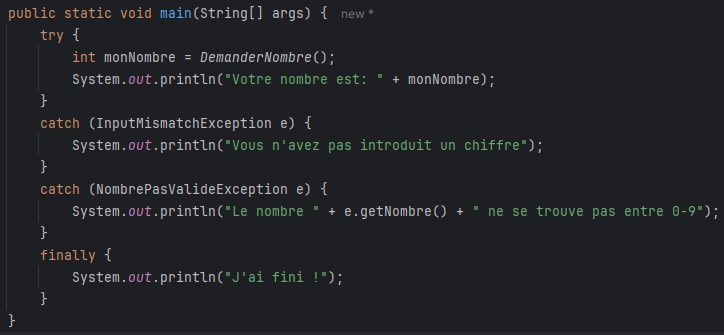 public static void main(String[] args) { new *
    try {
        int monNombre = DemanderNombre();
        System.out.println("Votre nombre est: " + monNombre);
    }
    catch (InputMismatchException e) {
        System.out.println("Vous n'avez pas introduit un chiffre");
    }
    catch (NombrePasValideException e) {
        System.out.println("Le nombre " + e.getNombre() + " ne se trouve pas entre 0-9");
    }
    finally {
        System.out.println("J'ai fini !");
    }
}